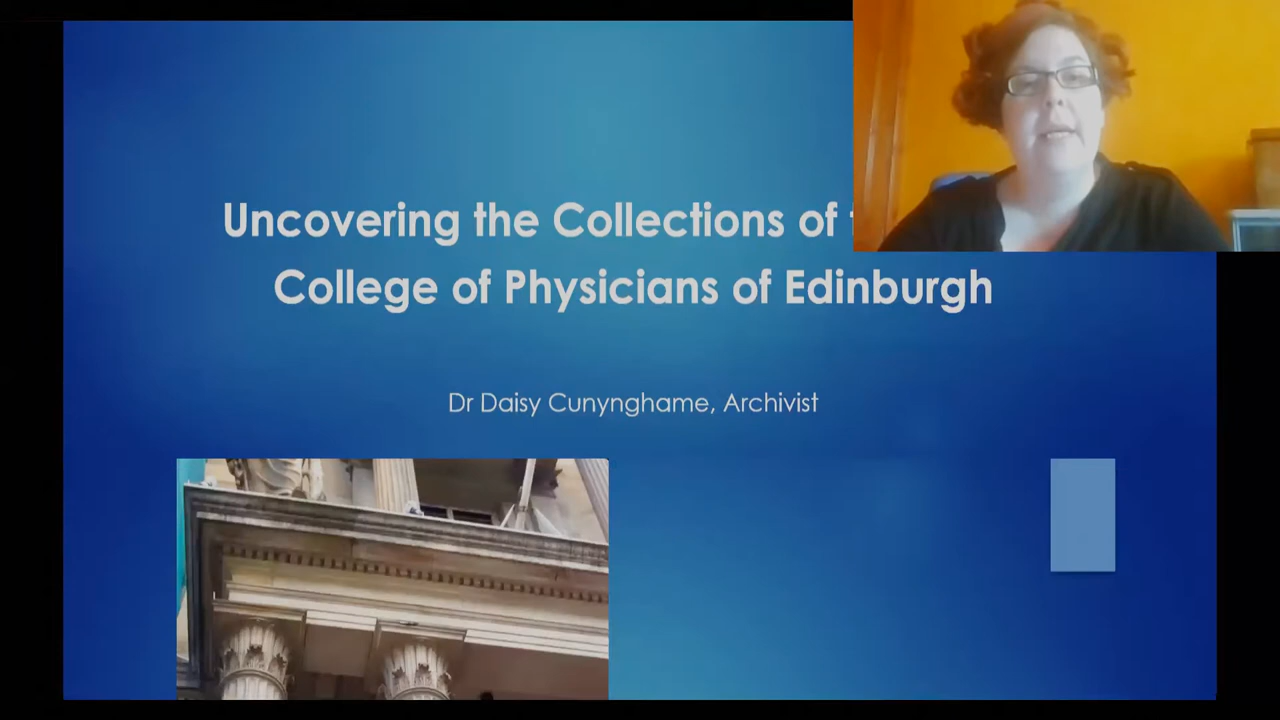 Uncovering the Collections of
College of Physicians of Edinburgh
Dr Daisy Cunynghame, Archivist